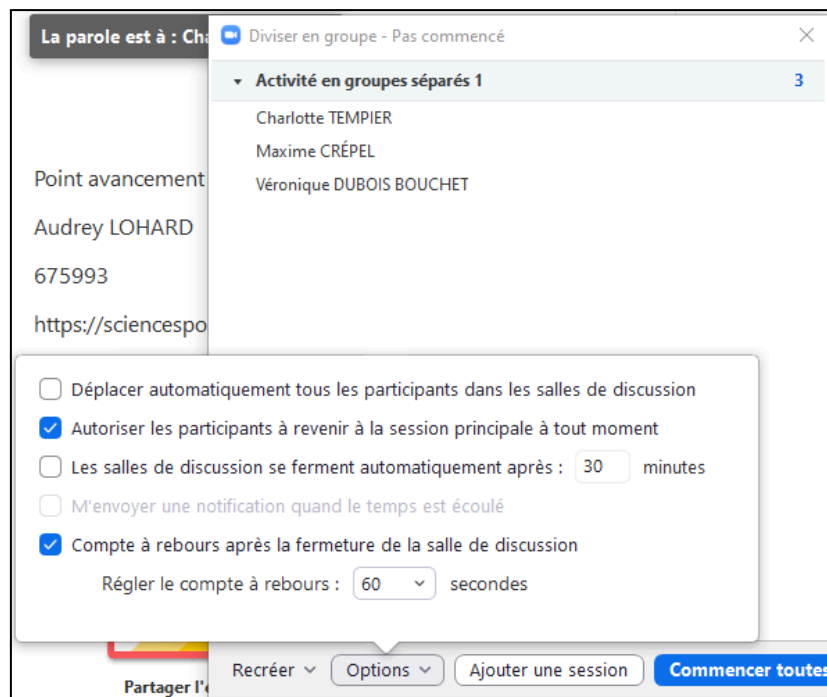 La parole est à : Cha
Diviser en groupe - Pas commencé
Activité en groupes séparés 1 3
Charlotte TEMPIER
Maxime CRÉPEL
Véronique DUBOIS BOUCHET
Point avancement
Audrey LOHARD
675993
https://sciencespo
Déplacer automatiquement tous les participants dans les salles de discussion
Autoriser les participants à revenir à la session principale à tout moment
Les salles de discussion se ferment automatiquement après : 30 minutes
M'envoyer une notification quand le temps est écoulé
Compte à rebours après la fermeture de la salle de discussion
Régler le compte à rebours : 60 secondes
Recréer Options Ajouter une session Commencer toutes
Partager l'é